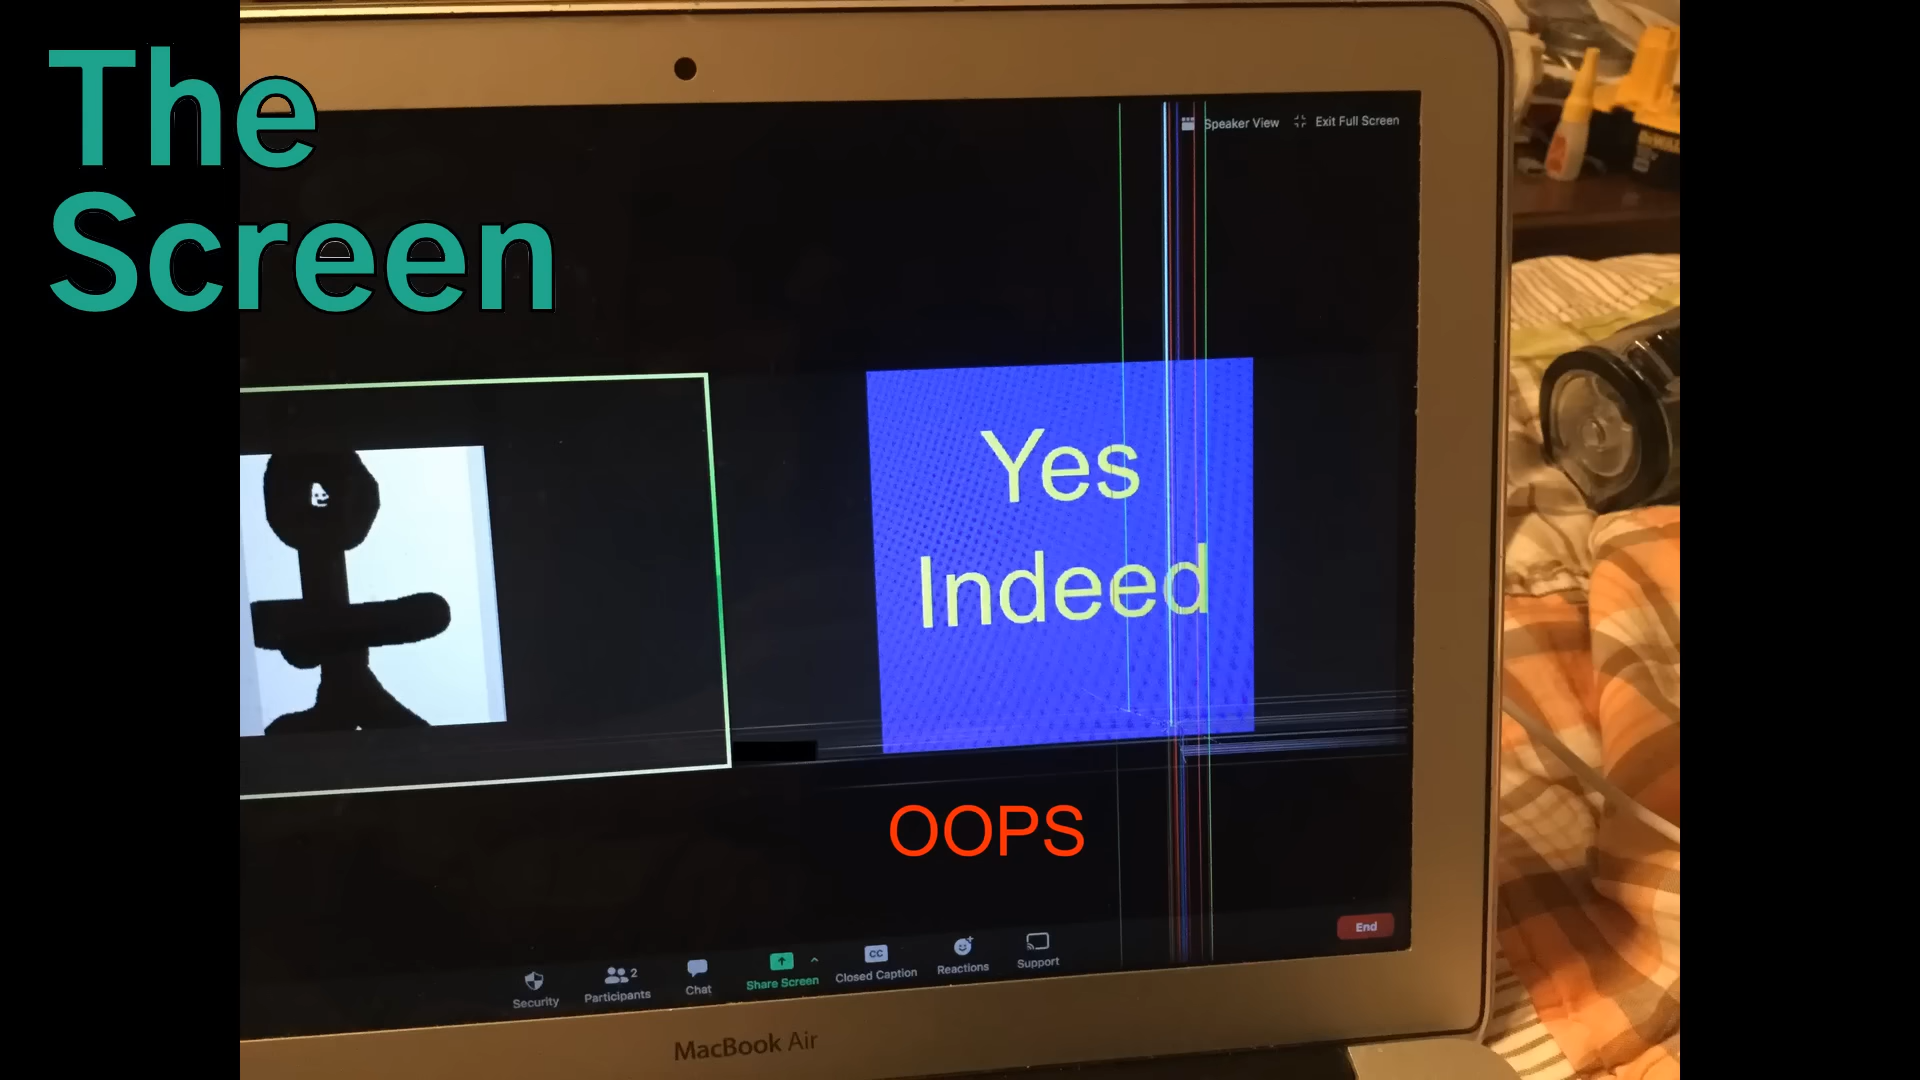 The
Screen
Speaker View
Exit Full Screen
Yes
Indeed
OOPS
Security
Participants
2
Chat
Share Screen
CC
Closed Caption
Reactions
Support
End
MacBook Air